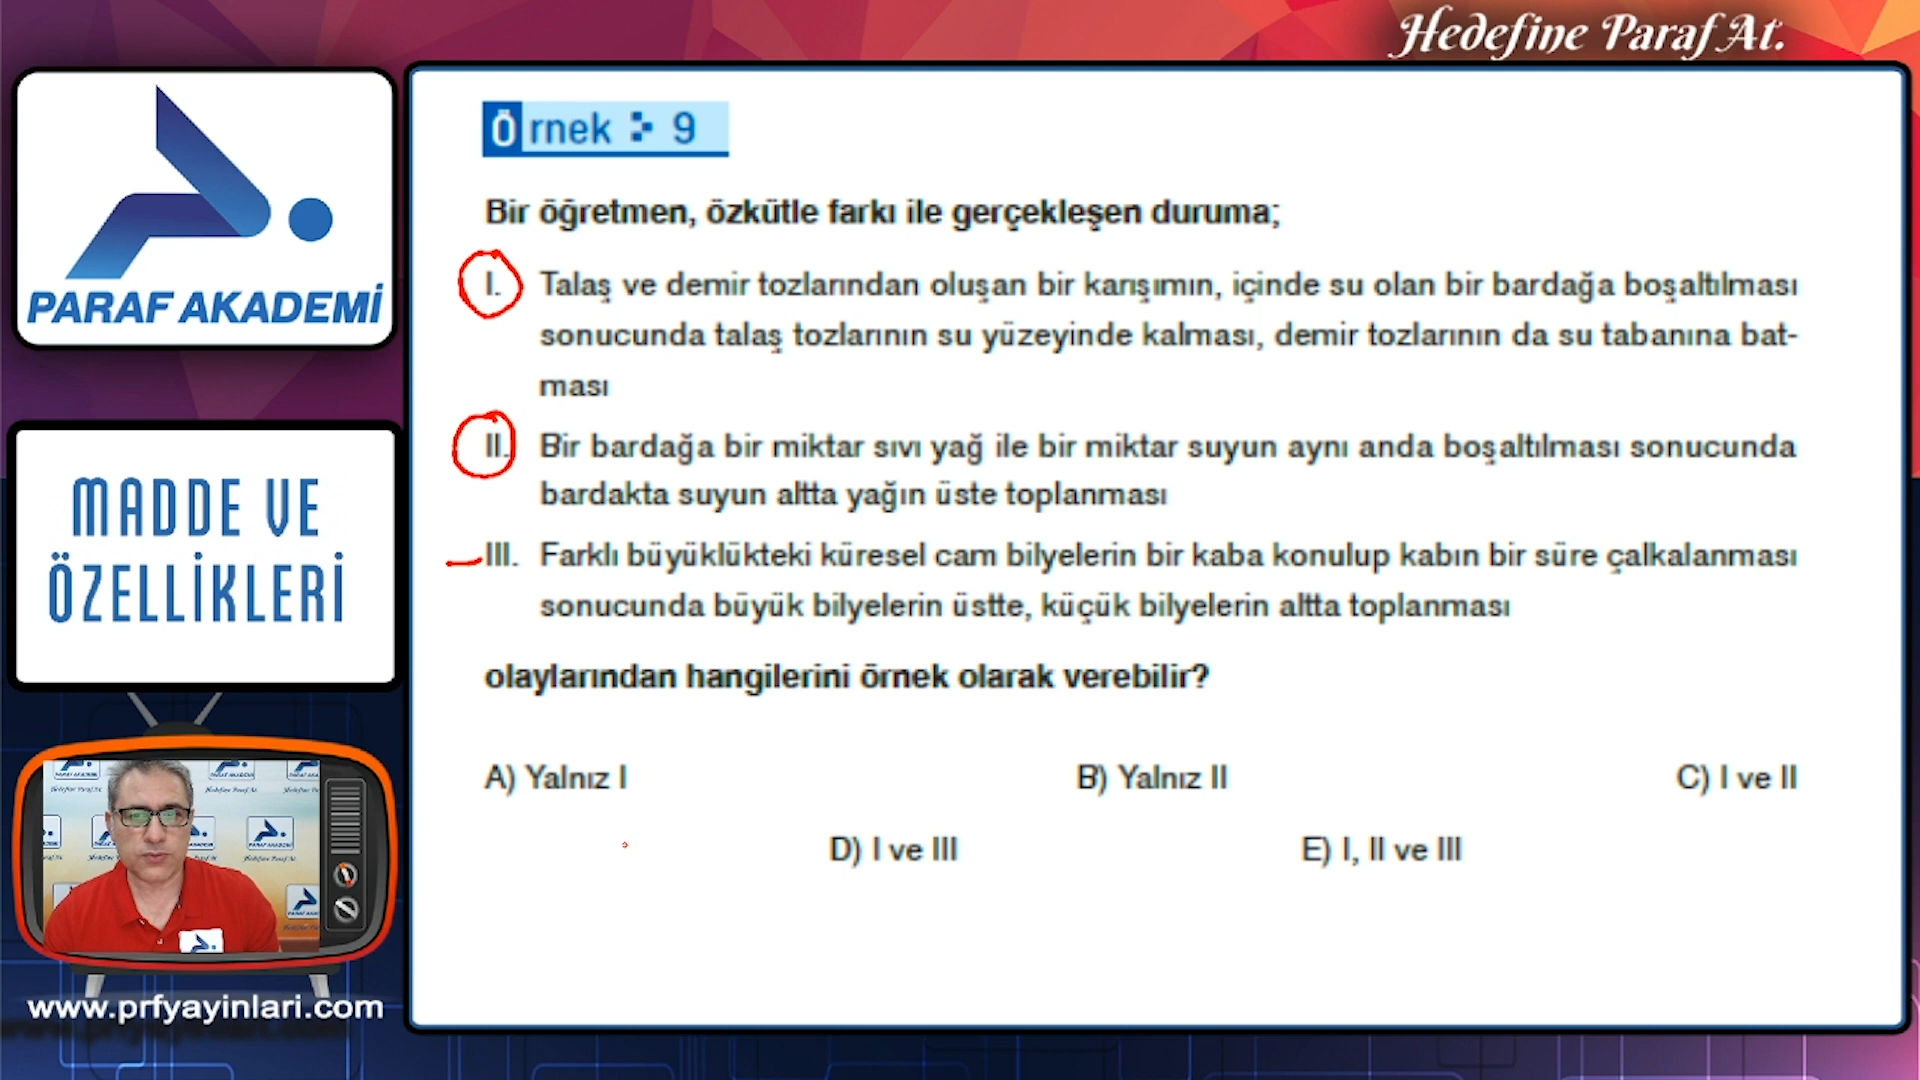 Hedefine Paraf At.
PARAF AKADEMİ
MADDE VE
ÖZELLİKLERİ
www.prfyayinlari.com
Örnek 9
Bir öğretmen, özkütle farkı ile gerçekleşen duruma;
I. Talaş ve demir tozlarından oluşan bir karışımın, içinde su olan bir bardağa boşaltılması
sonucunda talaş tozlarının su yüzeyinde kalması, demir tozlarının da su tabanına bat-
ması
II. Bir bardağa bir miktar sıvı yağ ile bir miktar suyun aynı anda boşaltılması sonucunda
bardakta suyun altta yağın üste toplanması
III. Farklı büyüklükteki küresel cam bilyelerin bir kaba konulup kabın bir süre çalkalanması
sonucunda büyük bilyelerin üstte, küçük bilyelerin altta toplanması
olaylarından hangilerini örnek olarak verebilir?
A) Yalnız I B) Yalnız II C) I ve II
D) I ve III E) I, II ve III